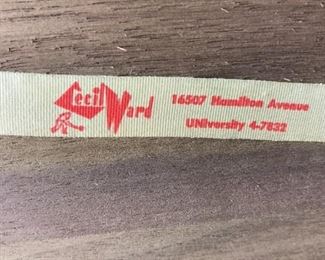 Cecil Ward
16507 Hamilton Avenue
UNiversity 4-7832